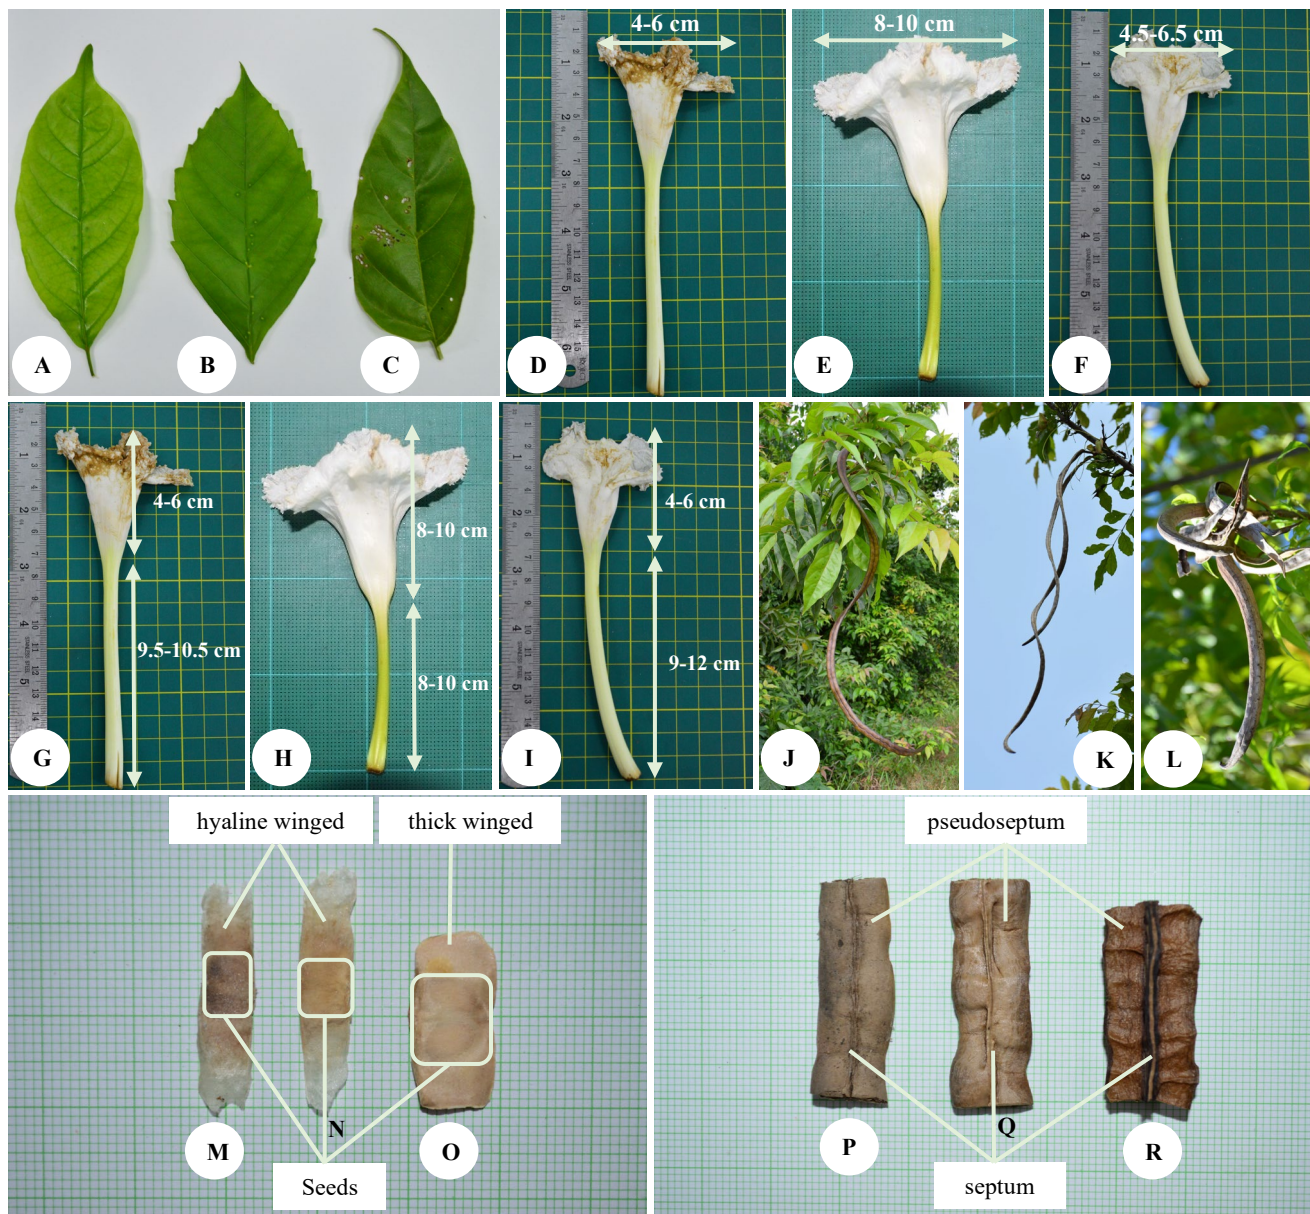 4-6 cm
8-10 cm
4.5-6.5 cm
A
B
C
D
E
F
4-6 cm
9.5-10.5 cm
8-10 cm
8-10 cm
4-6 cm
9-12 cm
G
H
I
J
K
L
hyaline winged
thick winged
pseudoseptum
M
N
O
P
Q
R
Seeds
septum